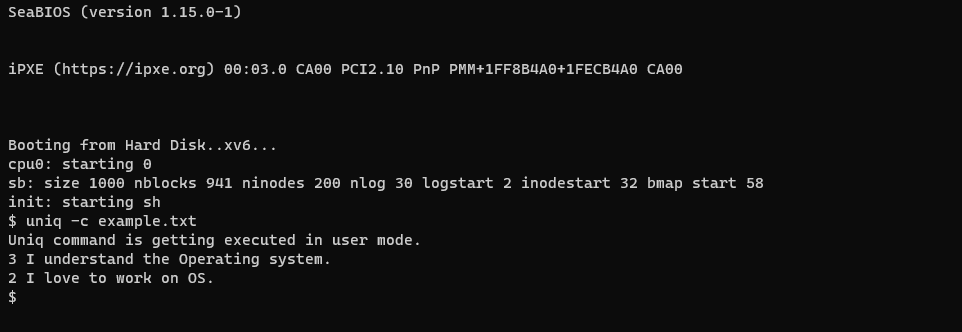 SeaBIOS (version 1.15.0-1)
iPXE (https://ipxe.org) 00:03.0 CA00 PCI2.10 PnP PMM+1FF8B4A0+1FECB4A0 CA00
Booting from Hard Disk..xv6...
cpu0: starting 0
sb: size 1000 nblocks 941 ninodes 200 nlog 30 logstart 2 inodestart 32 bmap start 58
init: starting sh
$ uniq -c example.txt
Uniq command is getting executed in user mode.
3 I understand the Operating system.
2 I love to work on OS.
$